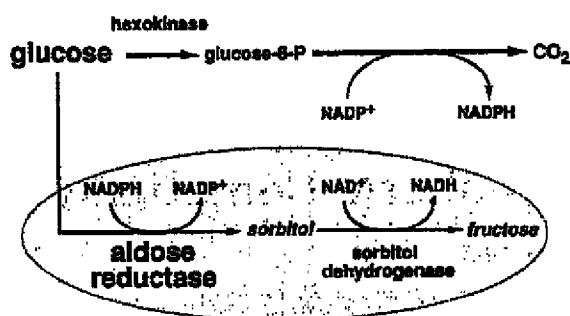 hexokinase
glucose
glucose-6-P
CO2
NADP+
NADPH
NADPH
NADP+
NAD+
NADH
sorbitol
fructose
aldose
reductase
sorbitol
dehydrogenase